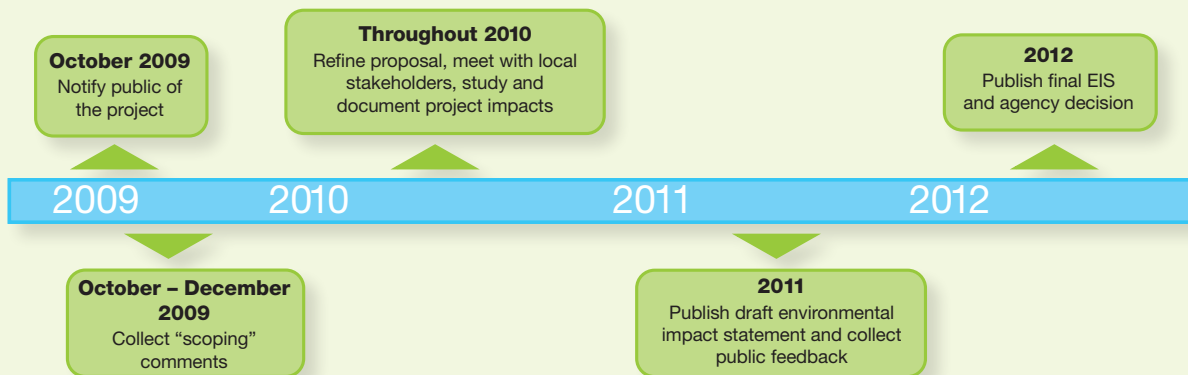 October 2009
Notify public of
the project
Throughout 2010
Refine proposal, meet with local
stakeholders, study and
document project impacts
2012
Publish final EIS
and agency decision
2009
2010
2011
2012
October – December
2009
Collect “scoping”
comments
2011
Publish draft environmental
impact statement and collect
public feedback